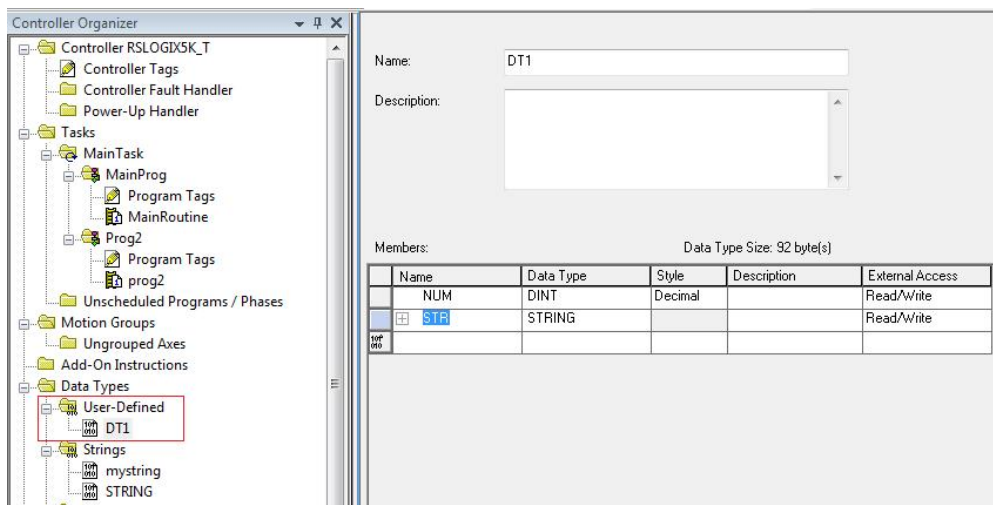 Controller Organizer
Controller RSLOGIX5K_T
Controller Tags
Controller Fault Handler
Power-Up Handler
Tasks
MainTask
MainProg
Program Tags
MainRoutine
Prog2
Program Tags
prog2
Unscheduled Programs / Phases
Motion Groups
Ungrouped Axes
Add-On Instructions
Data Types
User-Defined
DT1
Strings
mystring
STRING
Name: DT1
Description:
Members: Data Type Size: 92 byte(s)
Name Data Type Style Description External Access
NUM DINT Decimal Read/Write
STR STRING Read/Write